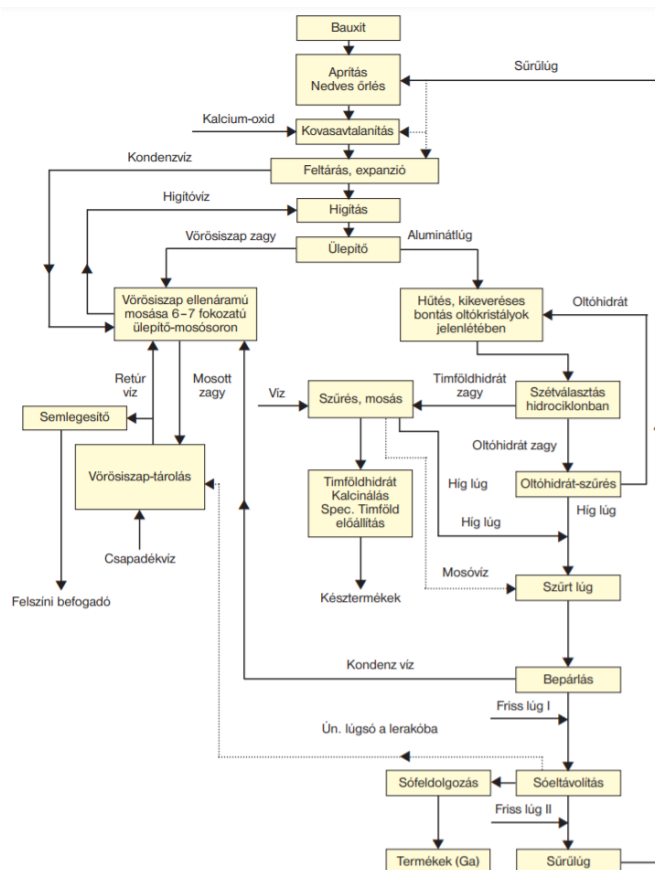 Bauxit
Aprítás
Nedves őrlés
Sűrűlúg
Kalcium-oxid
Kovasavtalanítás
Kondenzvíz
Feltárás, expanzió
Higítóvíz
Higítás
Vörösiszap zagy
Ülepítő
Aluminátlúg
Vörösiszap ellenáramú
mosása 6–7 fokozatú
ülepítő-mosósoron
Hűtés, kikeveréses
bontás oltókristályok
jelenlétében
Oltóhidrát
Retúr
víz
Mosott
zagy
Víz
Szűrés, mosás
Timföldhidrát
zagy
Szétválasztás
hidrociklonban
Semlegesítő
Oltóhidrát zagy
Vörösiszap-tárolás
Timföldhidrát
Kalcinálás
Spec. Timföld
előállítás
Híg lúg
Oltóhidrát-szűrés
Híg lúg
Híg lúg
Csapadékvíz
Mosóvíz
Felszíni befogadó
Késztermékek
Szűrt lúg
Kondenz víz
Bepárlás
Friss lúg I
Ún. lúgsó a lerakóba
Sófeldolgozás
Sóeltávolítás
Friss lúg II
Termékek (Ga)
Sűrűlúg